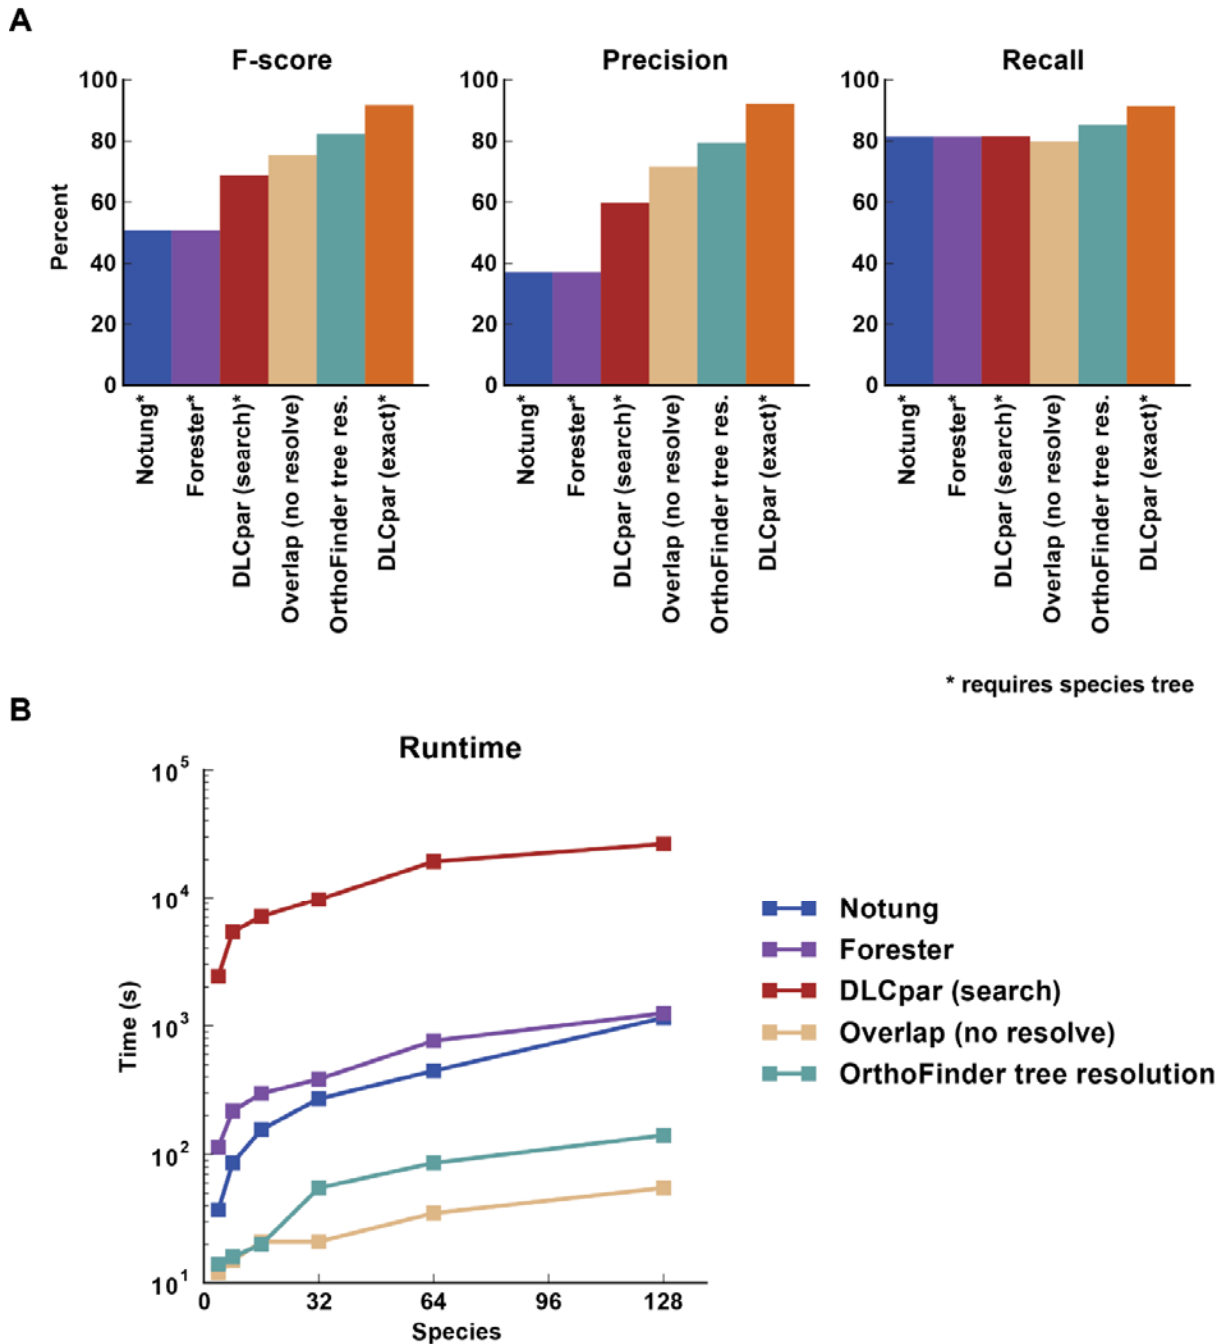 A
F-score
Precision
Recall
Percent
100
80
60
40
20
0
100
80
60
40
20
0
100
80
60
40
20
0
Notung*
Forester*
DLCpar (search)*
Overlap (no resolve)
OrthoFinder tree res.
DLCpar (exact)*
Notung*
Forester*
DLCpar (search)*
Overlap (no resolve)
OrthoFinder tree res.
DLCpar (exact)*
Notung*
Forester*
DLCpar (search)*
Overlap (no resolve)
OrthoFinder tree res.
DLCpar (exact)*
* requires species tree
B
Runtime
Time (s)
10^5
10^4
10^3
10^2
10^1
0
32
64
96
128
Species
Notung
Forester
DLCpar (search)
Overlap (no resolve)
OrthoFinder tree resolution